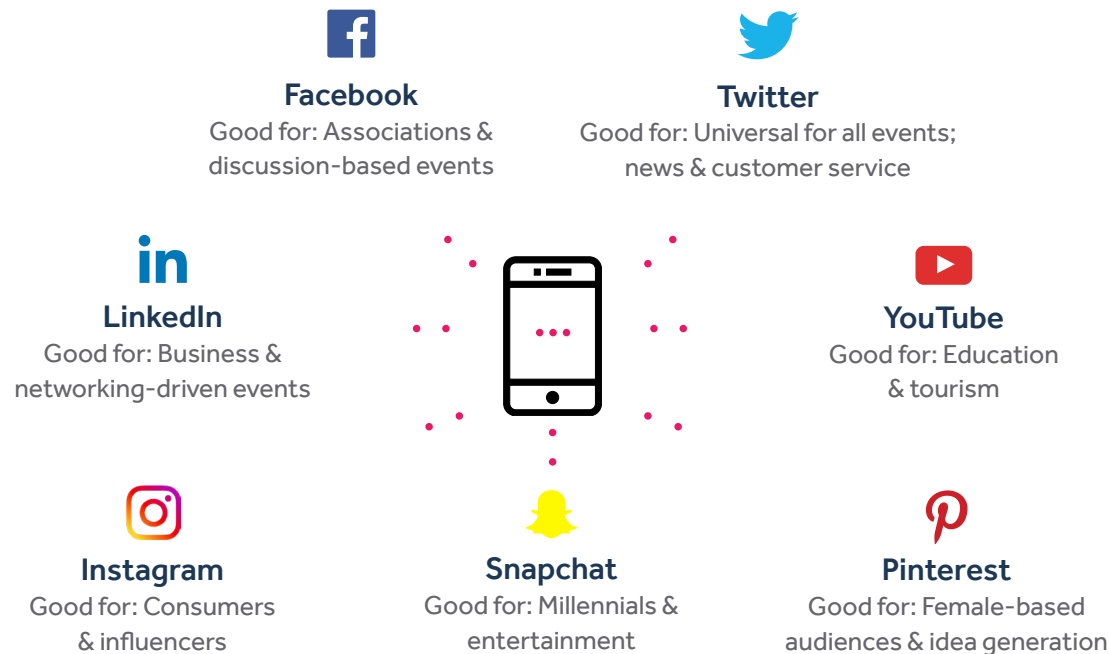 Facebook
Good for: Associations &
discussion-based events
Twitter
Good for: Universal for all events;
news & customer service
in
LinkedIn
Good for: Business &
networking-driven events
YouTube
Good for: Education
& tourism
Instagram
Good for: Consumers
& influencers
Snapchat
Good for: Millennials &
entertainment
Pinterest
Good for: Female-based
audiences & idea generation